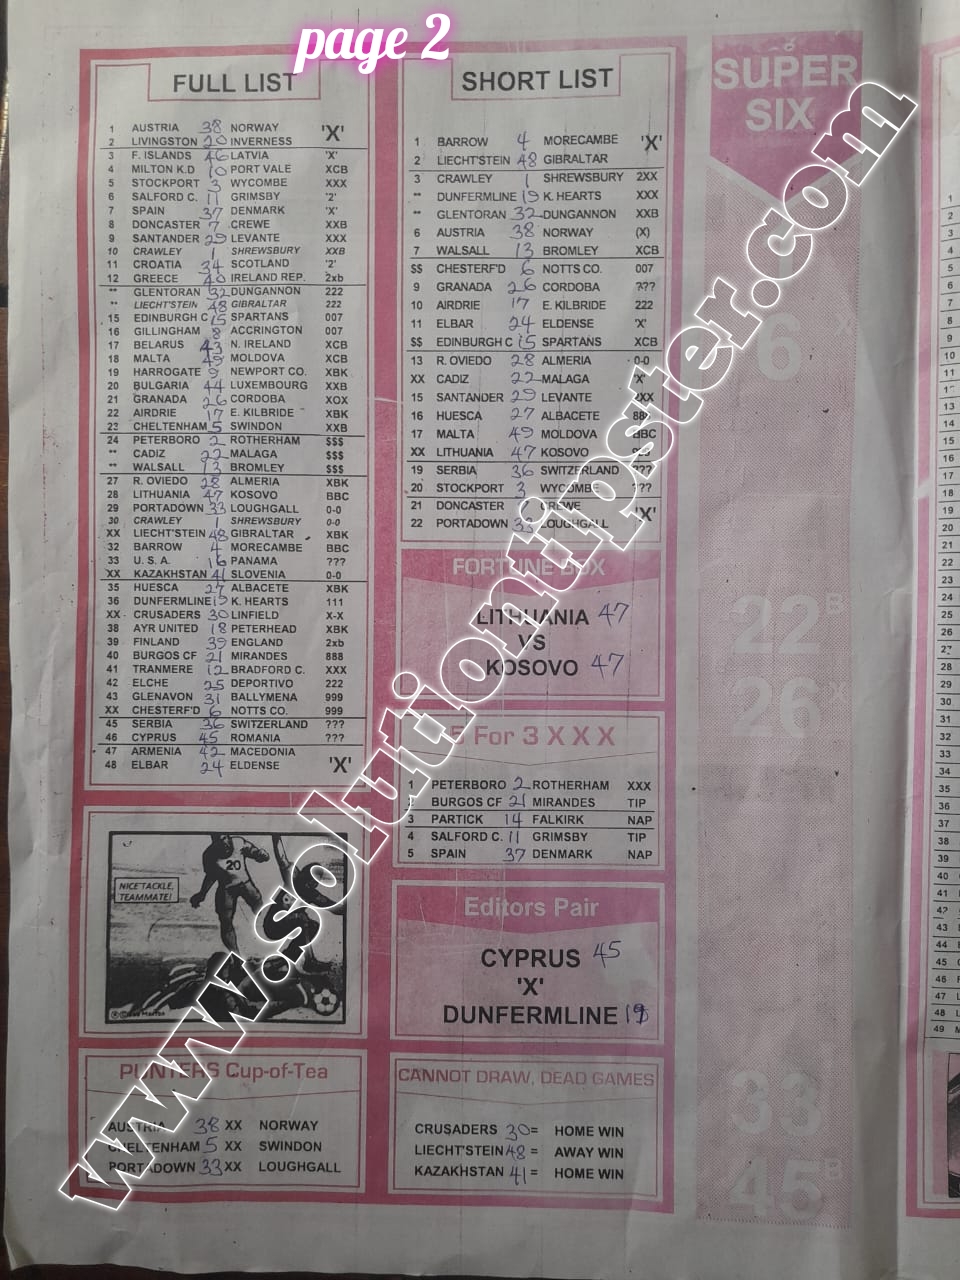 page 2
FULL LIST
1 AUSTRIA 38 NORWAY 'X'
2 LIVINGSTON 20 INVERNESS
3 F. ISLANDS 46 LATVIA 'X'
4 MILTON K.D 10 PORT VALE XCB
5 STOCKPORT 3 WYCOMBE XXX
6 SALFORD C. 11 GRIMSBY '2'
7 SPAIN 37 DENMARK 'X'
8 DONCASTER 7 CREWE XXB
9 SANTANDER 29 LEVANTE XXX
10 CRAWLEY 1 SHREWSBURY XXB
11 CROATIA 34 SCOTLAND '2'
12 GREECE 40 IRELAND REP. 2xb
** GLENTORAN 32 DUNGANNON 222
** LIECHT'STEIN 48 GIBRALTAR 222
15 EDINBURGH C 15 SPARTANS 007
16 GILLINGHAM 8 ACCRINGTON 007
17 BELARUS 43 N. IRELAND XCB
18 MALTA 49 MOLDOVA XCB
19 HARROGATE 9 NEWPORT CO. XBK
20 BULGARIA 44 LUXEMBOURG XXB
21 GRANADA 26 CORDOBA XOX
22 AIRDRIE 17 E. KILBRIDE XBK
23 CHELTENHAM 5 SWINDON XXB
24 PETERBORO 2 ROTHERHAM $$$
** CADIZ 22 MALAGA $$$
** WALSALL 13 BROMLEY $$$
27 R. OVIEDO 28 ALMERIA XBK
28 LITHUANIA 47 KOSOVO BBC
29 PORTADOWN 33 LOUGHGALL 0-0
30 CRAWLEY 1 SHREWSBURY 0-0
XX LIECHT'STEIN 48 GIBRALTAR XBK
32 BARROW 4 MORECAMBE BBC
33 U. S. A. 16 PANAMA ???
XX KAZAKHSTAN 41 SLOVENIA 0-0
35 HUESCA 27 ALBACETE XBK
36 DUNFERMLINE 19 K. HEARTS 111
XX CRUSADERS 30 LINFIELD X-X
38 AYR UNITED 18 PETERHEAD XBK
39 FINLAND 39 ENGLAND 2xb
40 BURGOS CF 21 MIRANDES 888
41 TRANMERE 12 BRADFORD C. XXX
42 ELCHE 25 DEPORTIVO 222
43 GLENAVON 31 BALLYMENA 999
XX CHESTERF'D 6 NOTTS CO. 999
45 SERBIA 36 SWITZERLAND ???
46 CYPRUS 45 ROMANIA ???
47 ARMENIA 42 MACEDONIA
48 ELBAR 24 ELDENSE 'X'
20
NICE TACKLE,
TEAMMATE!
PUNTERS Cup-of-Tea
AUSTRIA 38 XX NORWAY
CHELTENHAM 5 XX SWINDON
PORTADOWN 33 XX LOUGHGALL
SHORT LIST
1 BARROW 4 MORECAMBE 'X'
2 LIECHT'STEIN 48 GIBRALTAR
3 CRAWLEY 1 SHREWSBURY 2XX
** DUNFERMLINE 19 K. HEARTS XXX
** GLENTORAN 32 DUNGANNON XXB
6 AUSTRIA 38 NORWAY (X)
7 WALSALL 13 BROMLEY XCB
$$ CHESTERF'D 6 NOTTS CO. 007
9 GRANADA 26 CORDOBA ???
10 AIRDRIE 17 E. KILBRIDE 222
11 ELBAR 24 ELDENSE 'X'
$$ EDINBURGH C 15 SPARTANS XCB
13 R. OVIEDO 28 ALMERIA 0-0
XX CADIZ 22 MALAGA 'X'
15 SANTANDER 29 LEVANTE XX
16 HUESCA 27 ALBACETE 888
17 MALTA 49 MOLDOVA BBC
XX LITHUANIA 47 KOSOVO
19 SERBIA 36 SWITZERLAND ???
20 STOCKPORT 3 WYCOMBE ???
21 DONCASTER 7 CREWE 'X'
22 PORTADOWN 33 LOUGHGALL
FORTUNE BOX
LITHUANIA 47
VS
KOSOVO 47
5 For 3 X X X
1 PETERBORO 2 ROTHERHAM XXX
2 BURGOS CF 21 MIRANDES TIP
3 PARTICK 14 FALKIRK NAP
4 SALFORD C. 11 GRIMSBY TIP
5 SPAIN 37 DENMARK NAP
Editors Pair
CYPRUS 45
'X'
DUNFERMLINE 19
CANNOT DRAW, DEAD GAMES
CRUSADERS 30 = HOME WIN
LIECHT'STEIN 48 = AWAY WIN
KAZAKHSTAN 41 = HOME WIN
SUPER
SIX
6 X
22 B
26 X
33
45 B
www.solutiontipster.com